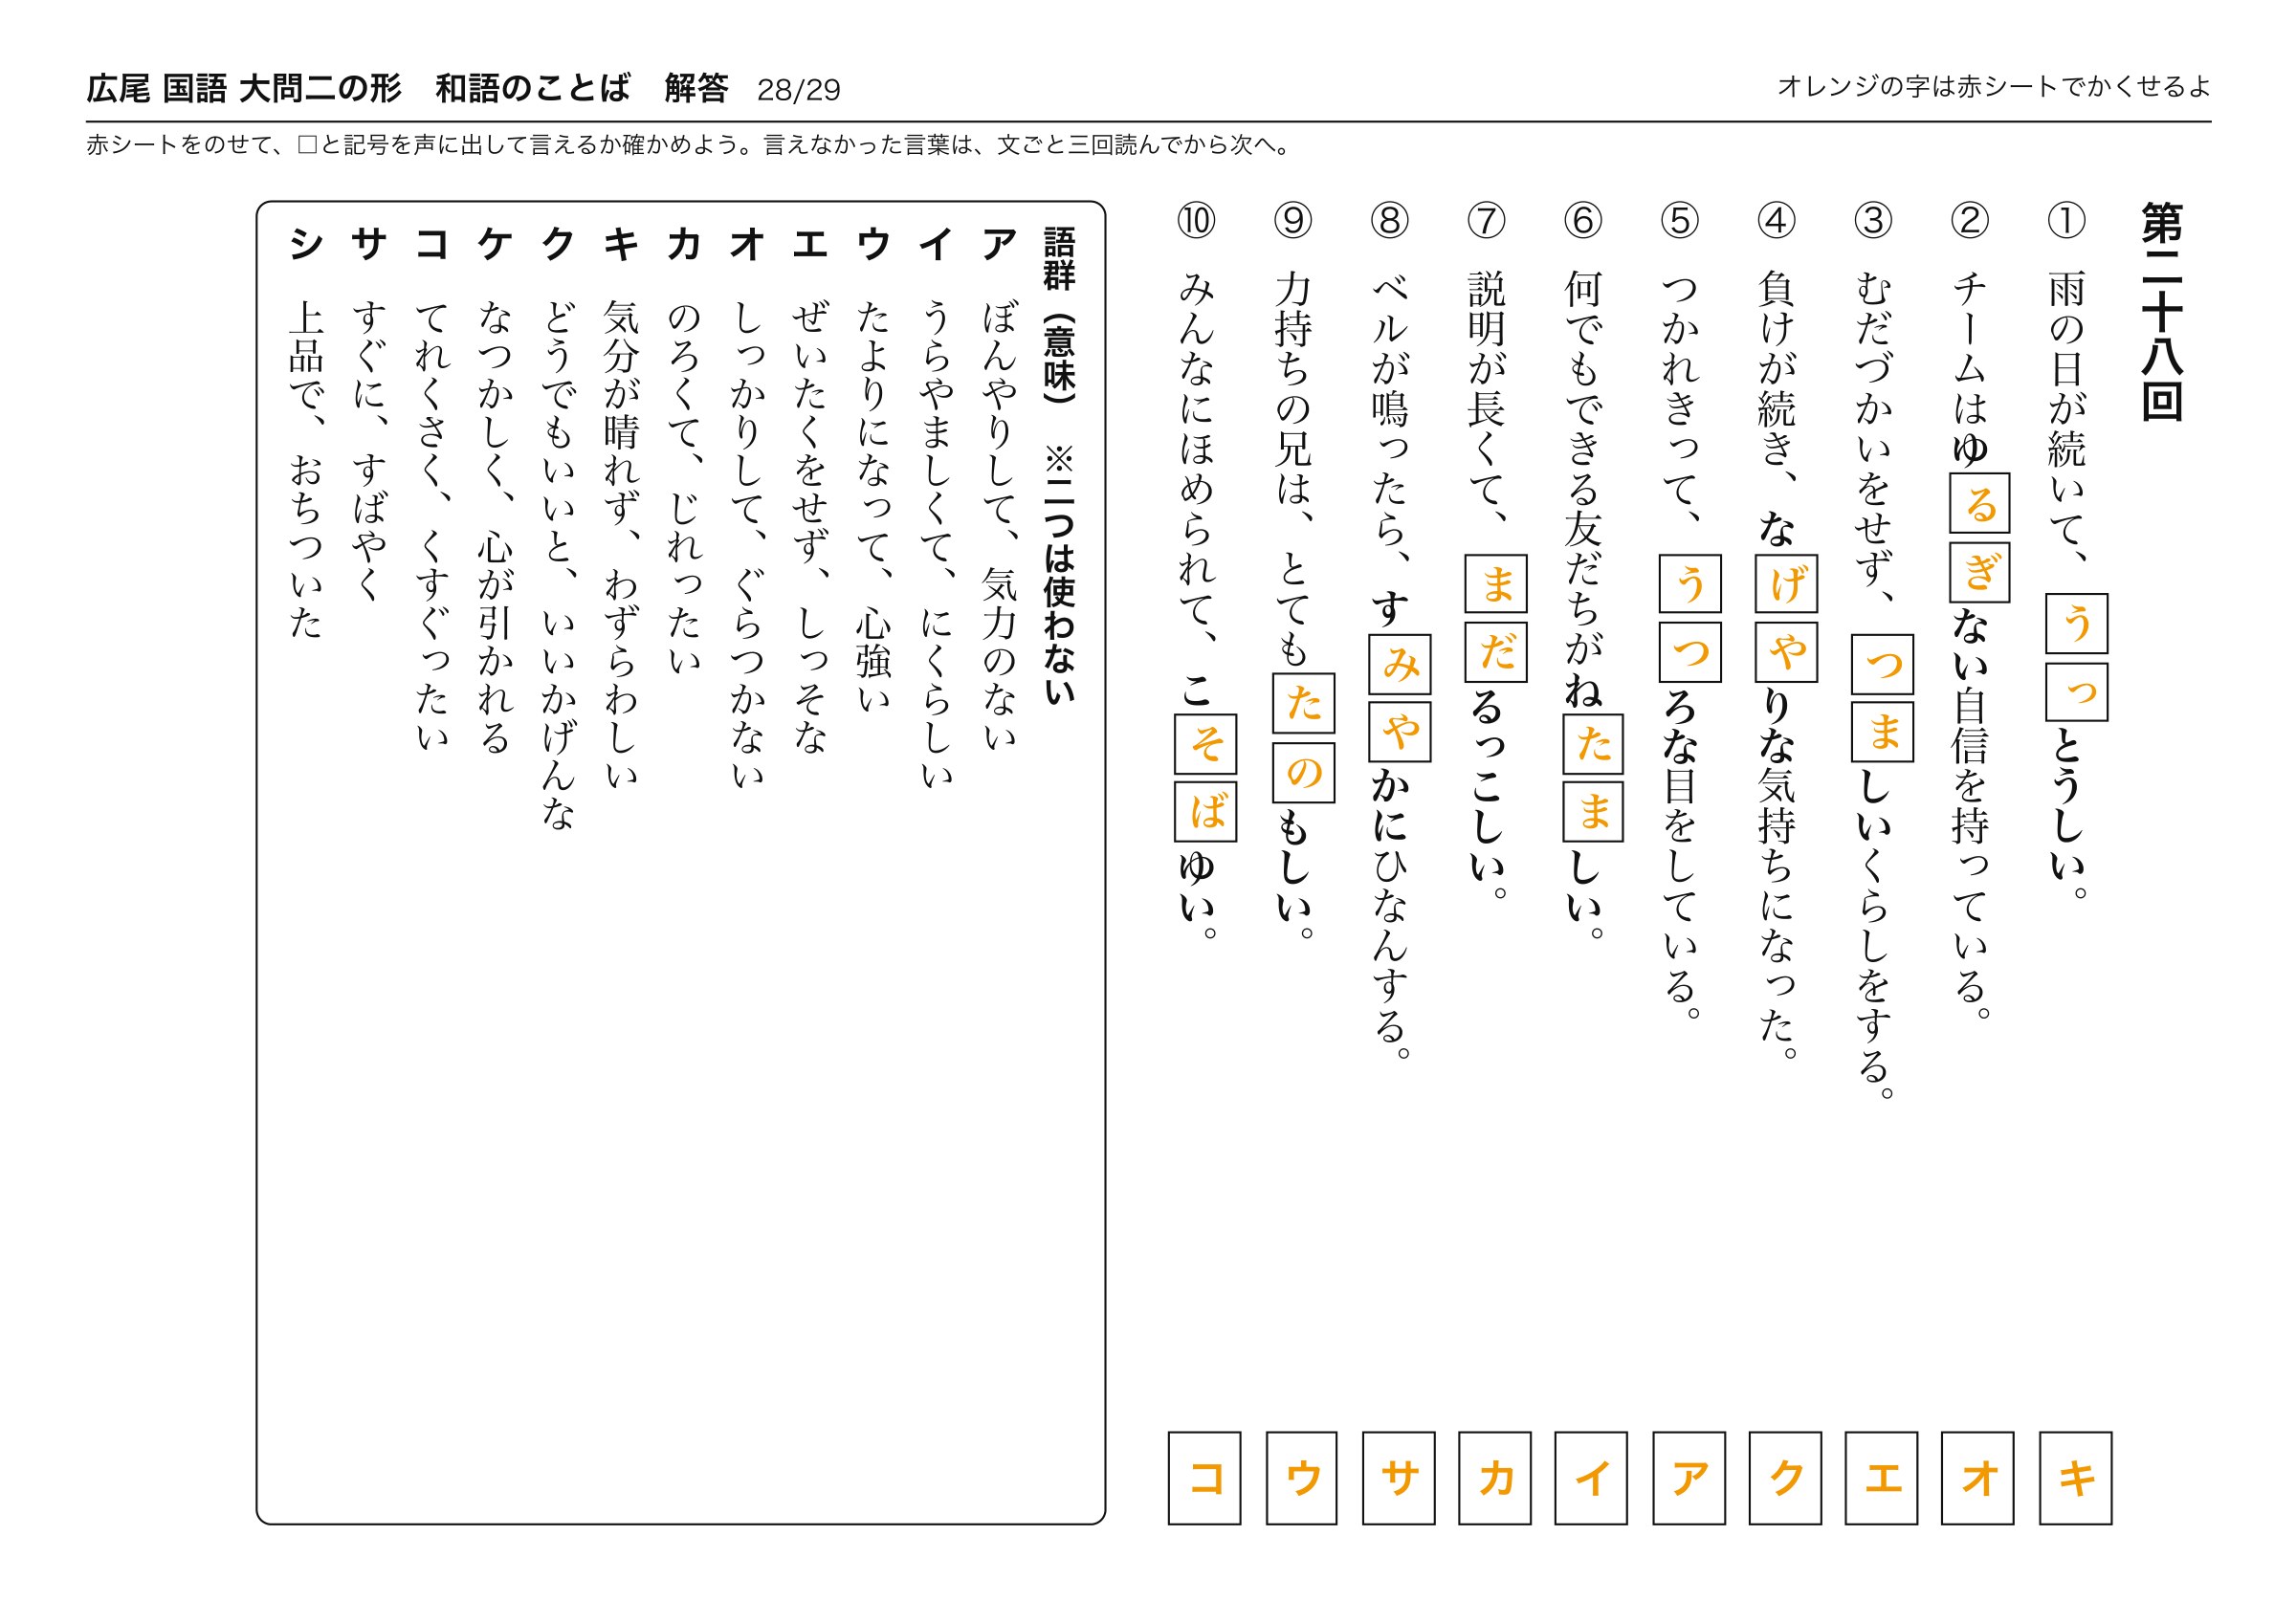 広尾 国語 大問二の形　和語のことば　解答　28/29
オレンジの字は赤シートでかくせるよ
赤シートをのせて、□と記号を声に出して言えるか確かめよう。言えなかった言葉は、文ごと三回読んでから次へ。
第二十八回
① 雨の日が続いて、うっとうしい。 キ
② チームはゆるぎない自信を持っている。 オ
③ むだづかいをせず、つましいくらしをする。 エ
④ 負けが続き、なげやりな気持ちになった。 ク
⑤ つかれきって、うつろな目をしている。 ア
⑥ 何でもできる友だちがねたましい。 イ
⑦ 説明が長くて、まだるっこしい。 カ
⑧ ベルが鳴ったら、すみやかにひなんする。 サ
⑨ 力持ちの兄は、とてもたのもしい。 ウ
⑩ みんなにほめられて、こそばゆい。 コ
語群（意味）　※二つは使わない
ア　ぼんやりして、気力のない
イ　うらやましくて、にくらしい
ウ　たよりになって、心強い
エ　ぜいたくをせず、しっそな
オ　しっかりして、ぐらつかない
カ　のろくて、じれったい
キ　気分が晴れず、わずらわしい
ク　どうでもいいと、いいかげんな
ケ　なつかしく、心が引かれる
コ　てれくさく、くすぐったい
サ　すぐに、すばやく
シ　上品で、おちついた